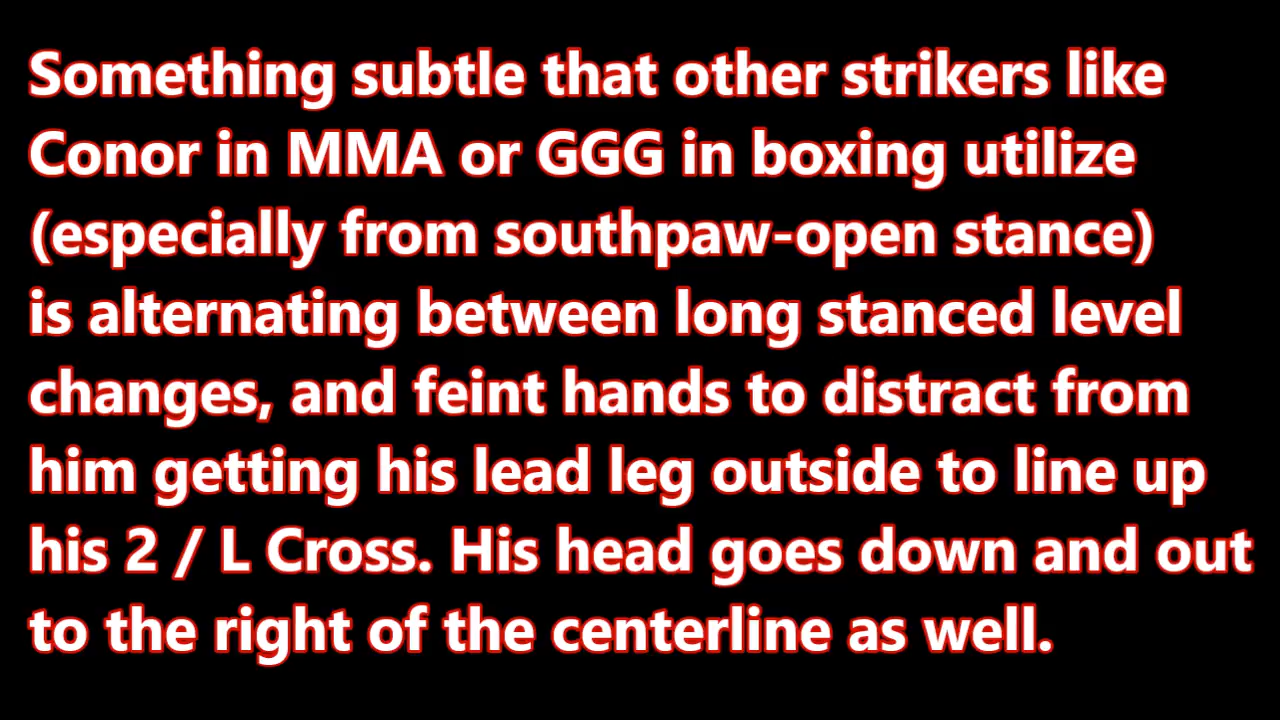 Something subtle that other strikers like
Conor in MMA or GGG in boxing utilize
(especially from southpaw-open stance)
is alternating between long stanced level
changes, and feint hands to distract from
him getting his lead leg outside to line up
his 2 / L Cross. His head goes down and out
to the right of the centerline as well.